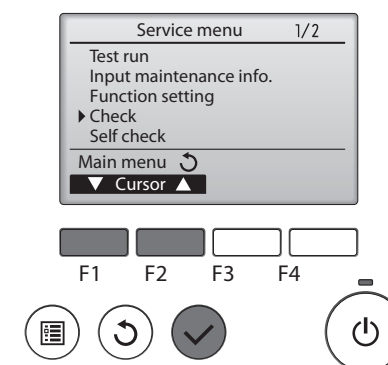 Service menu 1/2
Test run
Input maintenance info.
Function setting
Check
Self check
Main menu
Cursor
F1 F2 F3 F4